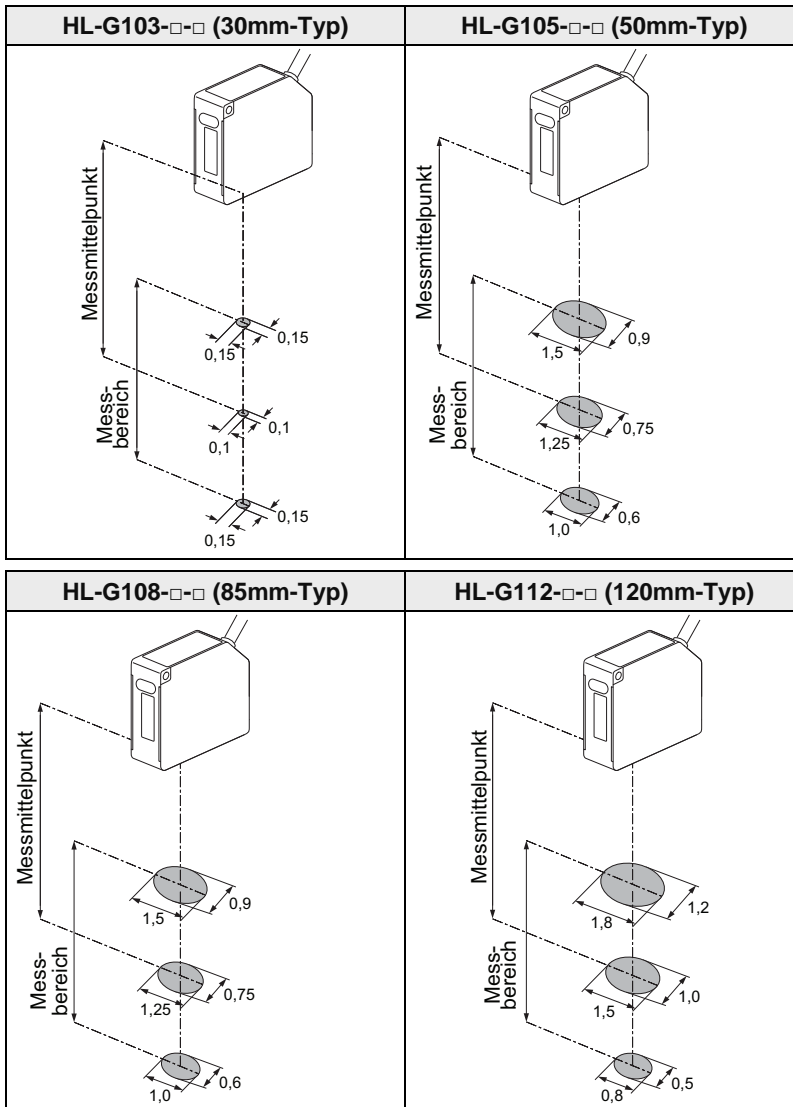 HL-G103-□-□ (30mm-Typ)
Messmittelpunkt
Mess-
bereich
0,15
0,15
0,1
0,1
0,15
0,15
HL-G105-□-□ (50mm-Typ)
Messmittelpunkt
Mess-
bereich
0,9
1,5
0,75
1,25
0,6
1,0
HL-G108-□-□ (85mm-Typ)
Messmittelpunkt
Mess-
bereich
0,9
1,5
0,75
1,25
0,6
1,0
HL-G112-□-□ (120mm-Typ)
Messmittelpunkt
Mess-
bereich
1,2
1,8
1,0
1,5
0,5
0,8